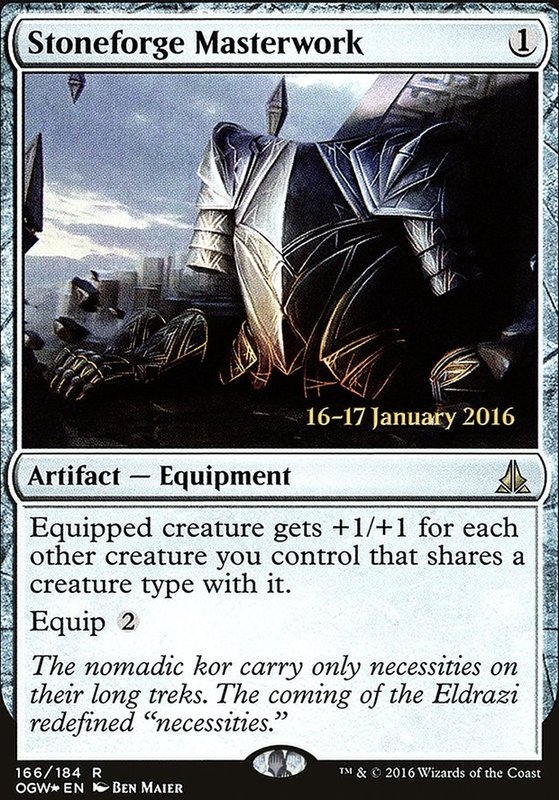 Stoneforge Masterwork 1
16–17 January 2016
Artifact — Equipment
Equipped creature gets +1/+1 for each
other creature you control that shares a
creature type with it.
Equip 2
The nomadic kor carry only necessities on
their long treks. The coming of the Eldrazi
redefined “necessities.”
166/184 R
OGW★EN Ben Maier
™ & © 2016 Wizards of the Coast